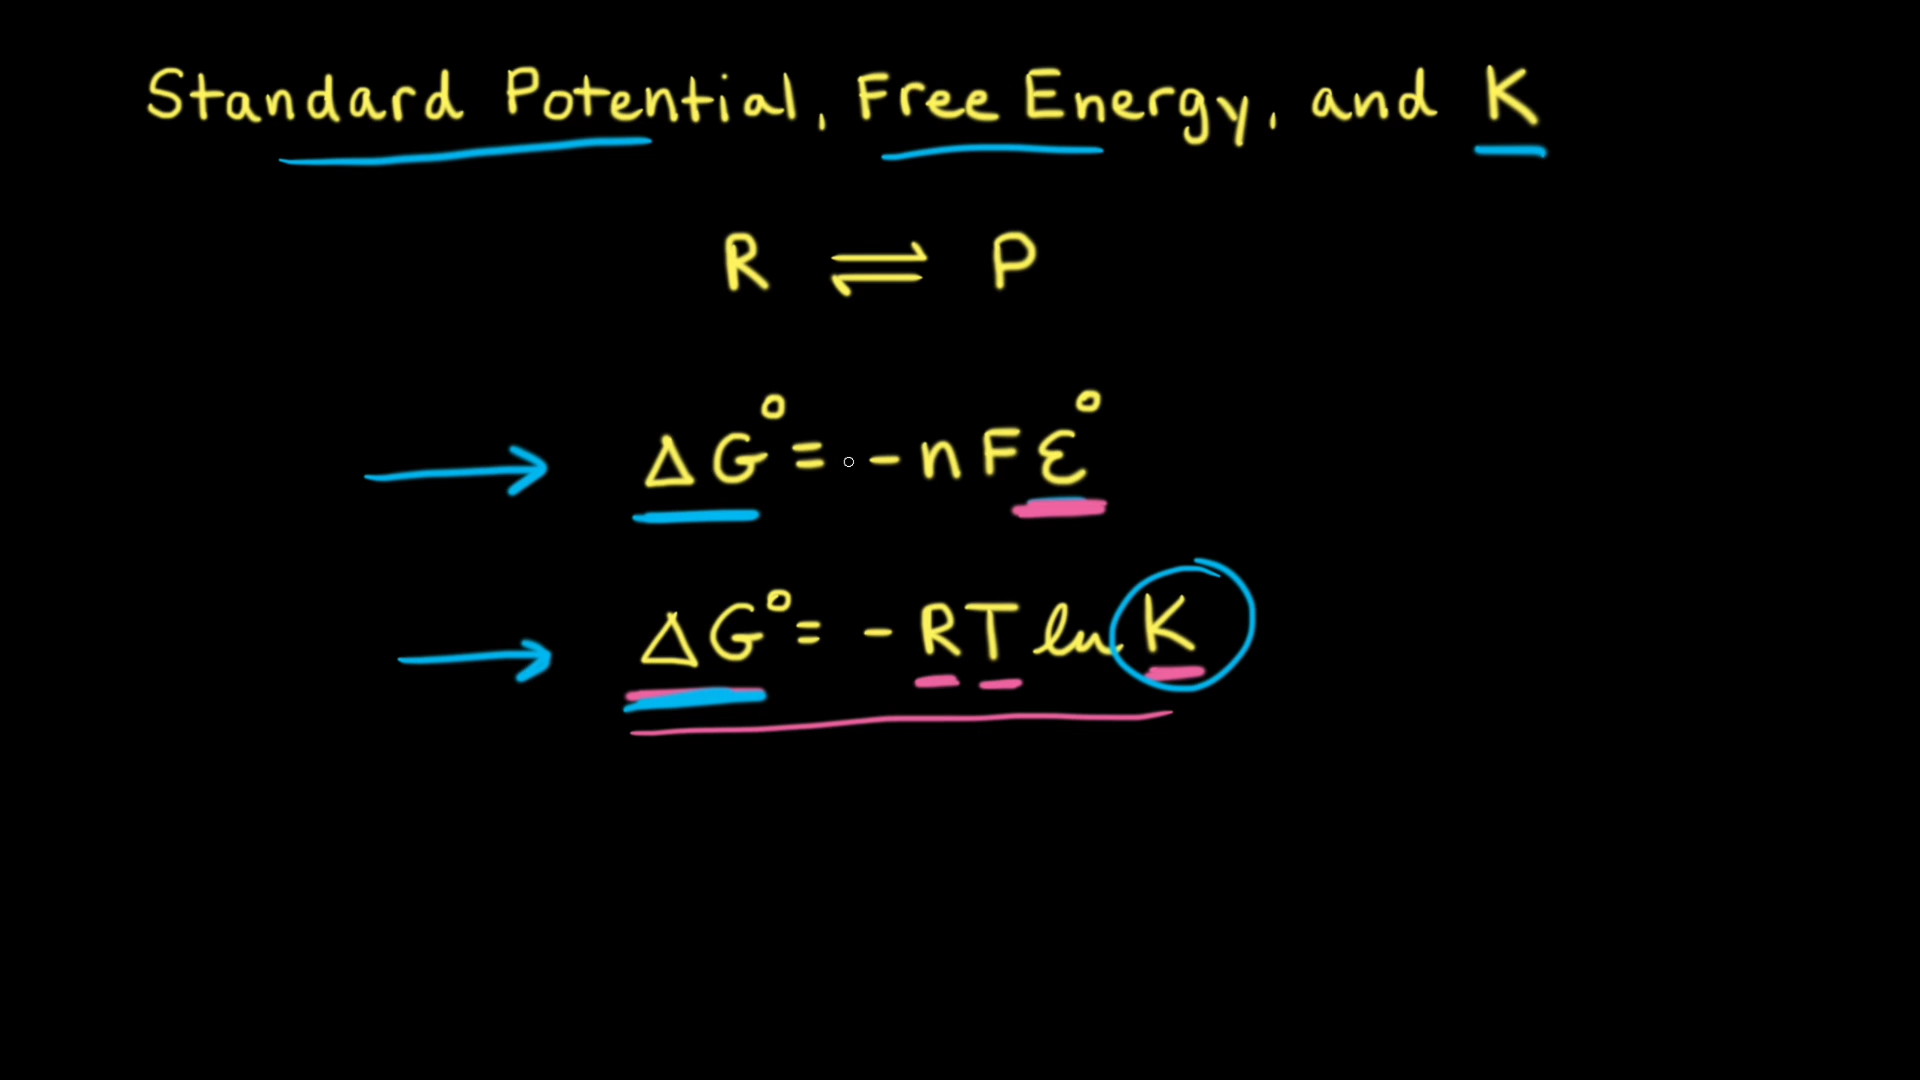 Standard Potential, Free Energy, and K
R ⇌ P
ΔG° = -nFε°
ΔG° = -RT ln K